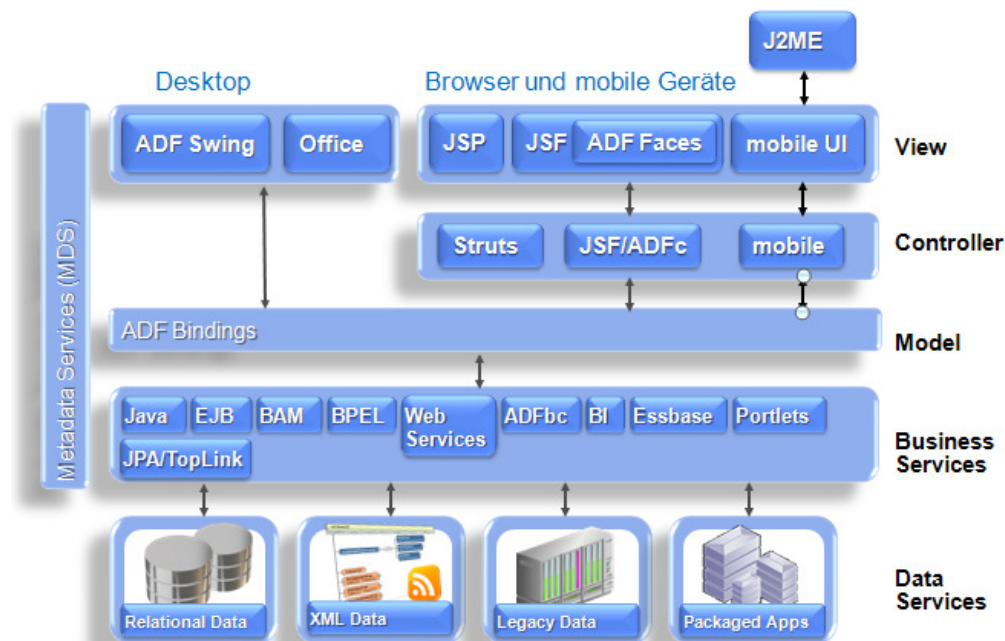 J2ME
Desktop
Browser und mobile Geräte
ADF Swing
Office
JSP
JSF
ADF Faces
mobile UI
View
Struts
JSF/ADFc
mobile
Controller
Metadata Services (MDS)
ADF Bindings
Model
Java
EJB
BAM
BPEL
Web
Services
ADFbc
BI
Essbase
Portlets
JPA/TopLink
Business
Services
Relational Data
XML Data
Legacy Data
Packaged Apps
Data
Services